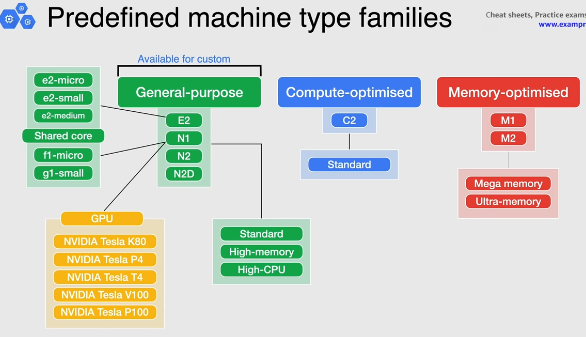 Predefined machine type families
Cheat sheets, Practice exams
www.exampr
Available for custom
e2-micro
e2-small
e2-medium
Shared core
f1-micro
g1-small
General-purpose
E2
N1
N2
N2D
Compute-optimised
C2
Standard
Memory-optimised
M1
M2
Mega memory
Ultra-memory
GPU
NVIDIA Tesla K80
NVIDIA Tesla P4
NVIDIA Tesla T4
NVIDIA Tesla V100
NVIDIA Tesla P100
Standard
High-memory
High-CPU